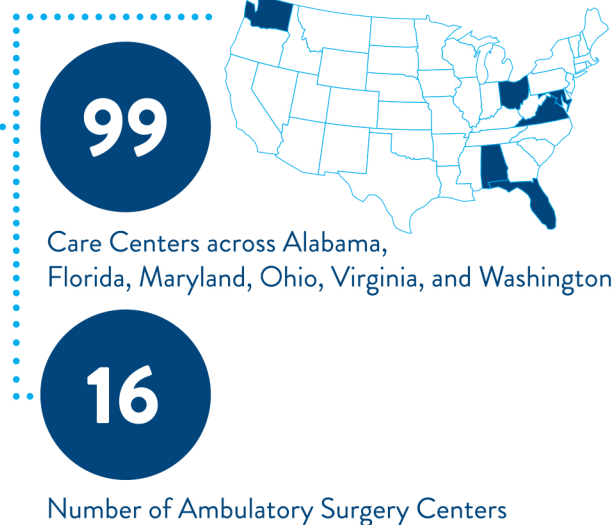 99
Care Centers across Alabama,
Florida, Maryland, Ohio, Virginia, and Washington
16
Number of Ambulatory Surgery Centers